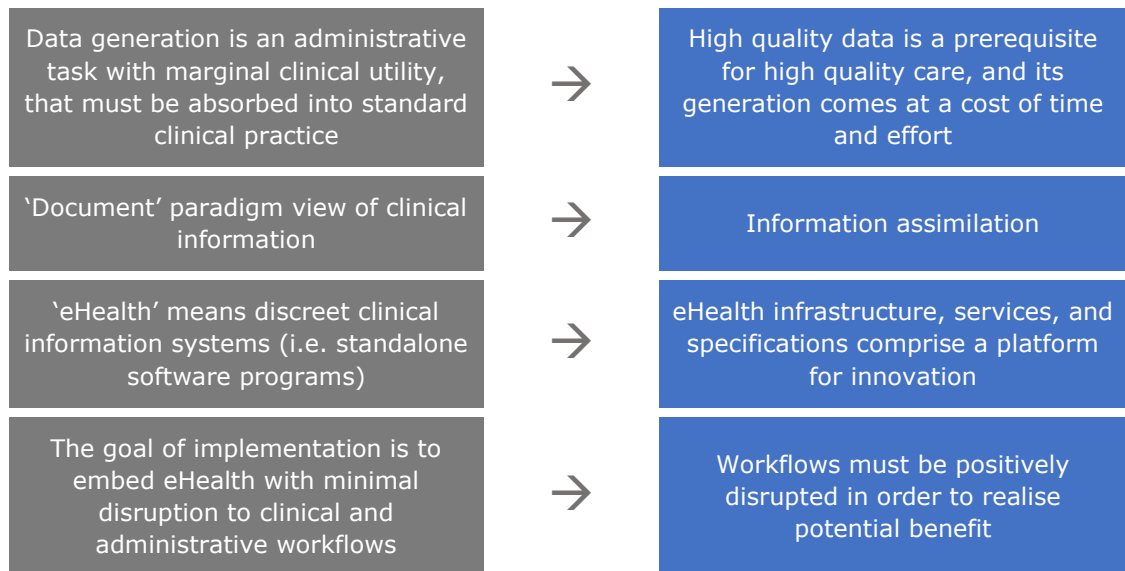 Data generation is an administrative
task with marginal clinical utility,
that must be absorbed into standard
clinical practice
→
High quality data is a prerequisite
for high quality care, and its
generation comes at a cost of time
and effort
‘Document’ paradigm view of clinical
information
→
Information assimilation
‘eHealth’ means discreet clinical
information systems (i.e. standalone
software programs)
→
eHealth infrastructure, services, and
specifications comprise a platform
for innovation
The goal of implementation is to
embed eHealth with minimal
disruption to clinical and
administrative workflows
→
Workflows must be positively
disrupted in order to realise
potential benefit